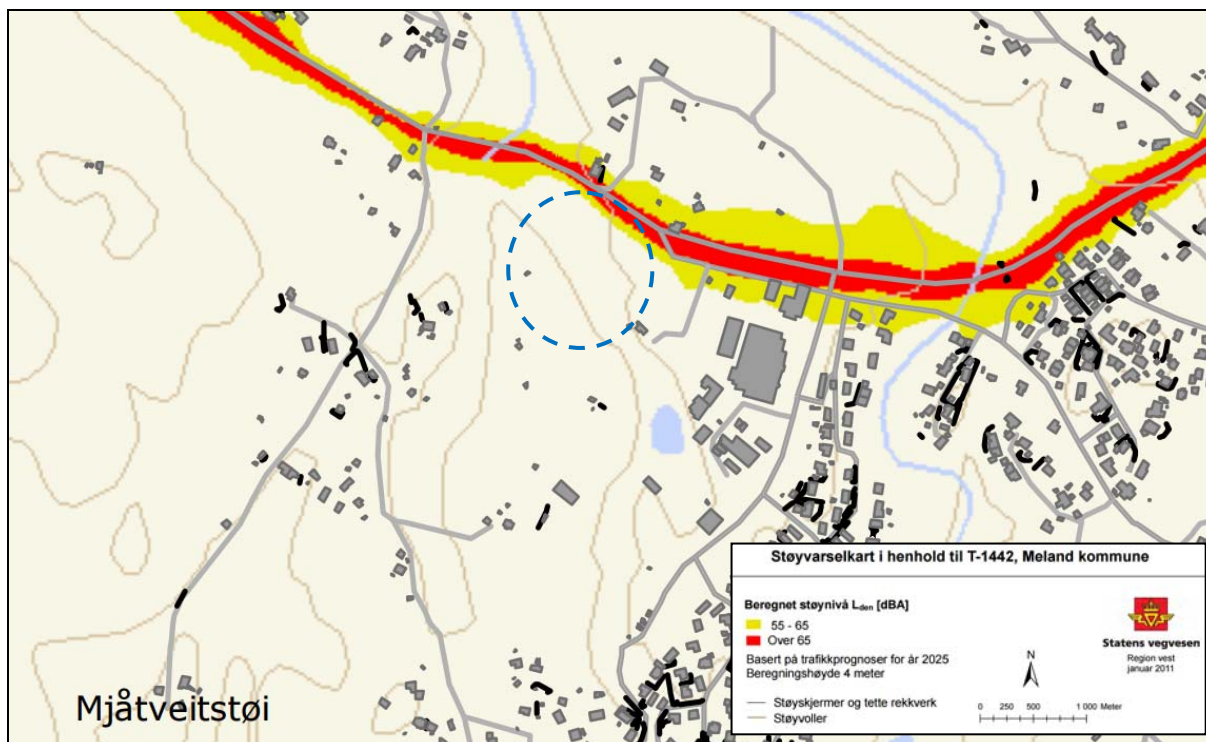 Støyvarselkart i henhold til T-1442, Meland kommune
Beregnet støynivå Lden [dBA]
55 - 65
Over 65
Basert på trafikkprognoser for år 2025
Beregningshøyde 4 meter
Støyskjermer og tette rekkverk
Støyvoller
N
0 250 500 1 000 Meter
Statens vegvesen
Region vest
januar 2011
Mjåtveitstøi